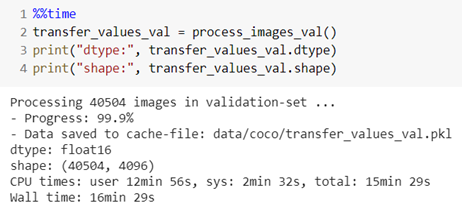 1 %%time
2 transfer_values_val = process_images_val()
3 print("dtype:", transfer_values_val.dtype)
4 print("shape:", transfer_values_val.shape)
Processing 40504 images in validation-set ...
- Progress: 99.9%
- Data saved to cache-file: data/coco/transfer_values_val.pkl
dtype: float16
shape: (40504, 4096)
CPU times: user 12min 56s, sys: 2min 32s, total: 15min 29s
Wall time: 16min 29s